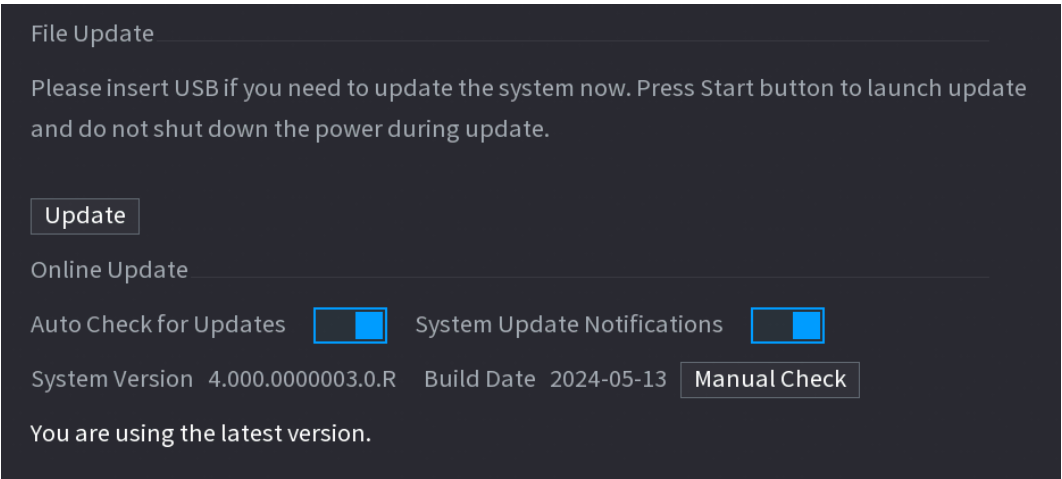 File Update
Please insert USB if you need to update the system now. Press Start button to launch update
and do not shut down the power during update.
Update
Online Update
Auto Check for Updates System Update Notifications
System Version 4.000.0000003.0.R Build Date 2024-05-13 Manual Check
You are using the latest version.